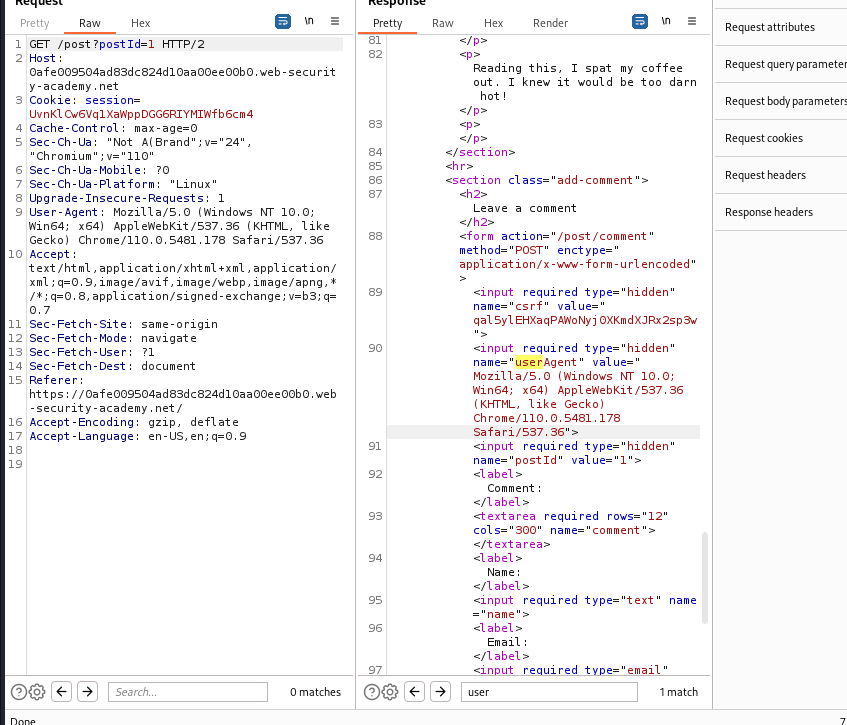 Request
Pretty Raw Hex \n
1 GET /post?postId=1 HTTP/2
2 Host:
0afe009504ad83dc824d10aa00ee00b0.web-securit
y-academy.net
3 Cookie: session=
UvnKlCw6Vq1XaWppDGG6RIYMIWfb6cm4
4 Cache-Control: max-age=0
5 Sec-Ch-Ua: "Not A(Brand";v="24",
"Chromium";v="110"
6 Sec-Ch-Ua-Mobile: ?0
7 Sec-Ch-Ua-Platform: "Linux"
8 Upgrade-Insecure-Requests: 1
9 User-Agent: Mozilla/5.0 (Windows NT 10.0;
Win64; x64) AppleWebKit/537.36 (KHTML, like
Gecko) Chrome/110.0.5481.178 Safari/537.36
10 Accept:
text/html,application/xhtml+xml,application/
xml;q=0.9,image/avif,image/webp,image/apng,*
/*;q=0.8,application/signed-exchange;v=b3;q=
0.7
11 Sec-Fetch-Site: same-origin
12 Sec-Fetch-Mode: navigate
13 Sec-Fetch-User: ?1
14 Sec-Fetch-Dest: document
15 Referer:
https://0afe009504ad83dc824d10aa00ee00b0.web
-security-academy.net/
16 Accept-Encoding: gzip, deflate
17 Accept-Language: en-US,en;q=0.9
18
19
Search...
0 matches
Response
Pretty Raw Hex Render \n
81 </p>
82 <p>
Reading this, I spat my coffee
out. I knew it would be too darn
hot!
</p>
83 <p>
</p>
84 </section>
85 <hr>
86 <section class="add-comment">
87 <h2>
Leave a comment
</h2>
88 <form action="/post/comment"
method="POST" enctype="
application/x-www-form-urlencoded"
>
89 <input required type="hidden"
name="csrf" value="
qal5ylEHXaqPAWoNyj0XKmdXJRx2sp3w
">
90 <input required type="hidden"
name="userAgent" value="
Mozilla/5.0 (Windows NT 10.0;
Win64; x64) AppleWebKit/537.36
(KHTML, like Gecko)
Chrome/110.0.5481.178
Safari/537.36">
91 <input required type="hidden"
name="postId" value="1">
92 <label>
Comment:
</label>
93 <textarea required rows="12"
cols="300" name="comment">
</textarea>
94 <label>
Name:
</label>
95 <input required type="text" name
="name">
96 <label>
Email:
</label>
97 <input required type="email"
user
1 match
Request attributes
Request query parameter
Request body parameters
Request cookies
Request headers
Response headers
Done
7